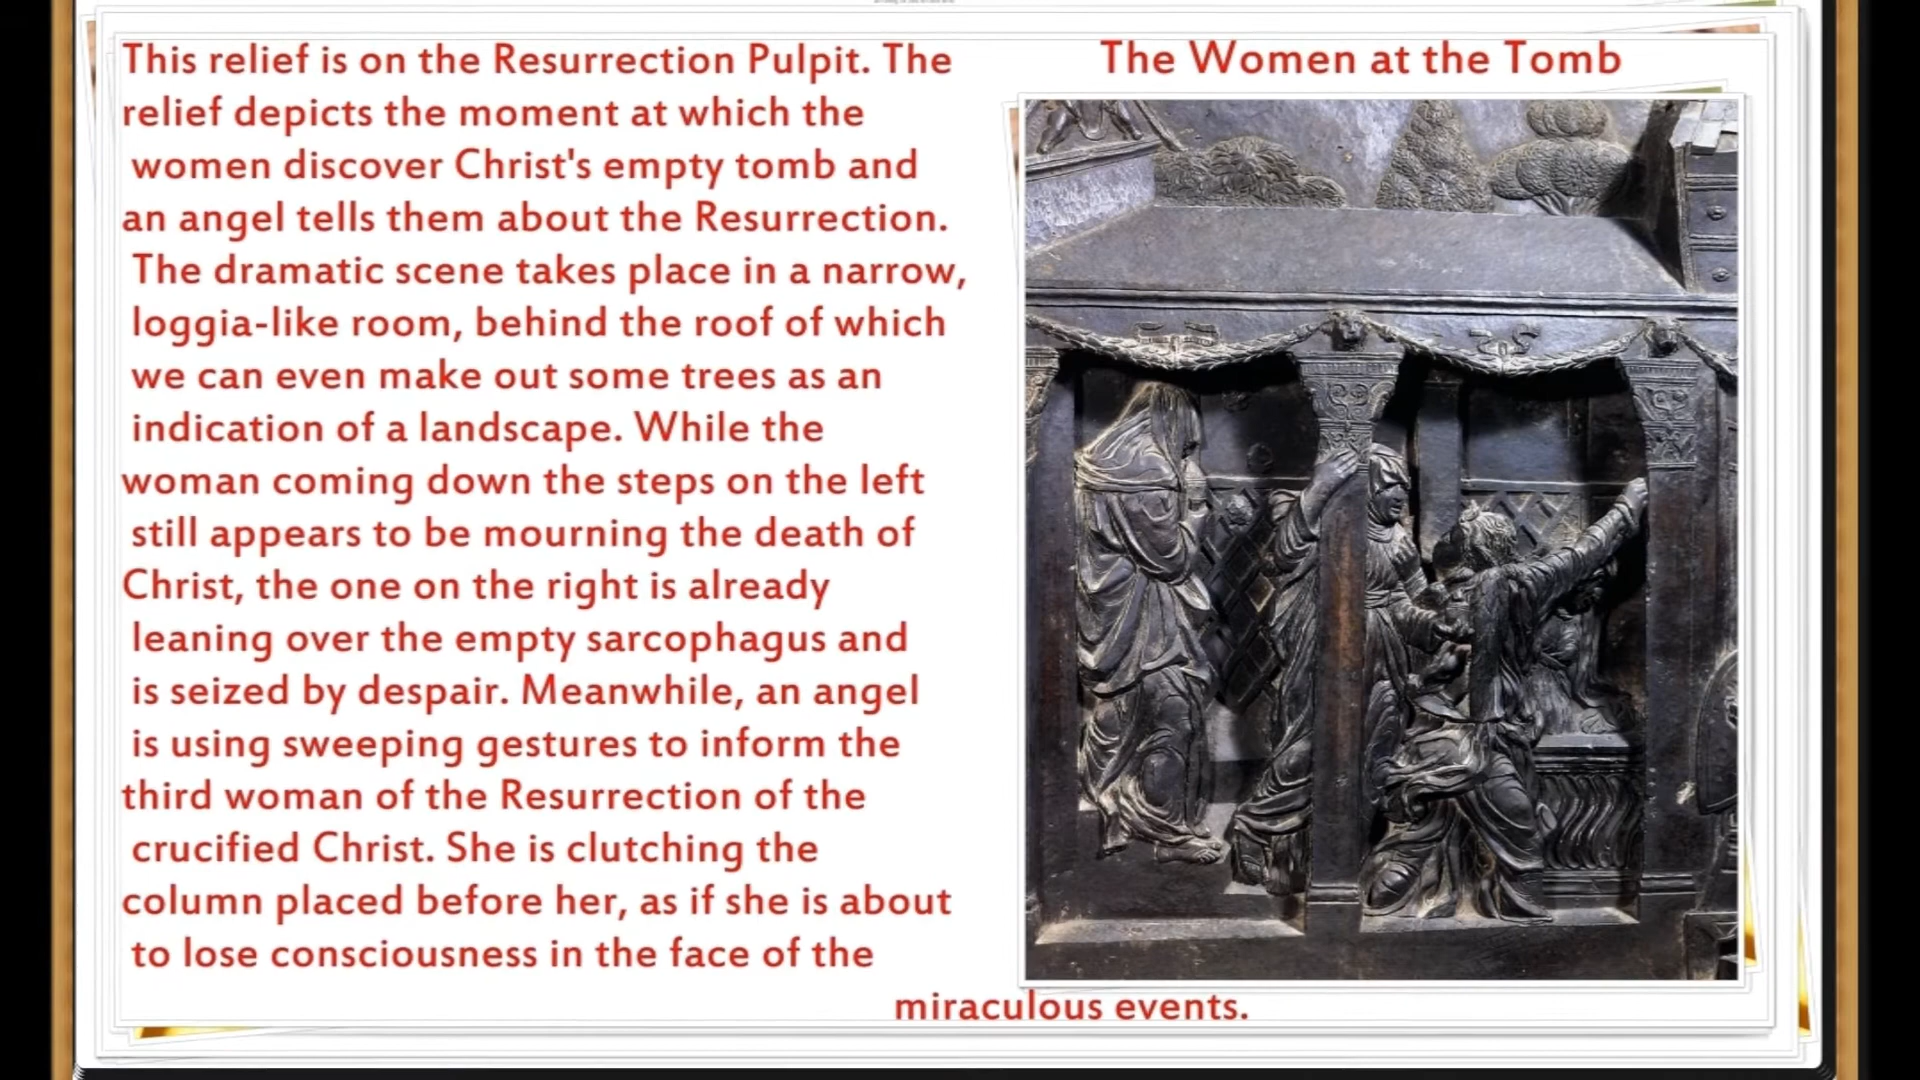 This relief is on the Resurrection Pulpit. The
relief depicts the moment at which the
women discover Christ's empty tomb and
an angel tells them about the Resurrection.
The dramatic scene takes place in a narrow,
loggia-like room, behind the roof of which
we can even make out some trees as an
indication of a landscape. While the
woman coming down the steps on the left
still appears to be mourning the death of
Christ, the one on the right is already
leaning over the empty sarcophagus and
is seized by despair. Meanwhile, an angel
is using sweeping gestures to inform the
third woman of the Resurrection of the
crucified Christ. She is clutching the
column placed before her, as if she is about
to lose consciousness in the face of the
miraculous events.
The Women at the Tomb